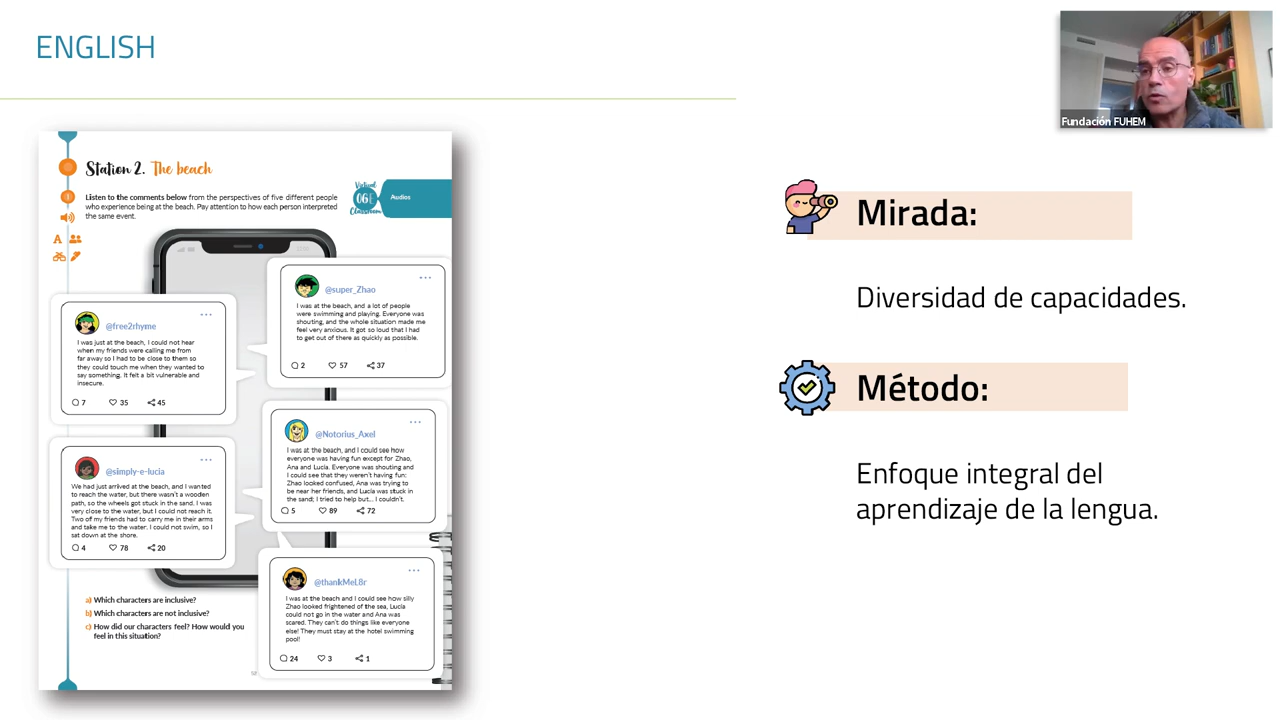 ENGLISH
Fundación FUHEM
Station 2. The beach
Listen to the comments below from the perspectives of five different people
who experience being at the beach. Pay attention to how each person interpreted
the same event.
Virtual
06E
Classroom
Audios
A
@super_Zhao
I was at the beach, and a lot of people
were swimming and playing. Everyone was
shouting, and the whole situation made me
feel very anxious. It got so loud that I had
to get out of there as quickly as possible.
2 57 37
@free2rhyme
I was just at the beach, I could not hear
when my friends were calling me from
far away so I had to be close to them so
they could touch me when they wanted to
say something. It felt a bit vulnerable and
insecure.
7 35 45
@Notorius_Axel
I was at the beach, and I could see how
everyone was having fun except for Zhao,
Ana and Lucía. Everyone was shouting and
I could see that they weren't having fun:
Zhao looked confused, Ana was trying to
be near her friends, and Lucía was stuck in
the sand; I tried to help but... I couldn't.
5 89 72
@simply-e-lucía
We had just arrived at the beach, and I wanted
to reach the water, but there wasn't a wooden
path, so the wheels got stuck in the sand. I was
very close to the water, but I could not reach it.
Two of my friends had to carry me in their arms
and take me to the water. I could not swim, so I
sat down at the shore.
4 78 20
@thankMeL8r
I was at the beach and I could see how silly
Zhao looked frightened of the sea, Lucía
could not go in the water and Ana was
scared. They can't do things like everyone
else! They must stay at the hotel swimming
pool!
24 3 1
a) Which characters are inclusive?
b) Which characters are not inclusive?
c) How did our characters feel? How would you
feel in this situation?
Mirada:
Diversidad de capacidades.
Método:
Enfoque integral del
aprendizaje de la lengua.